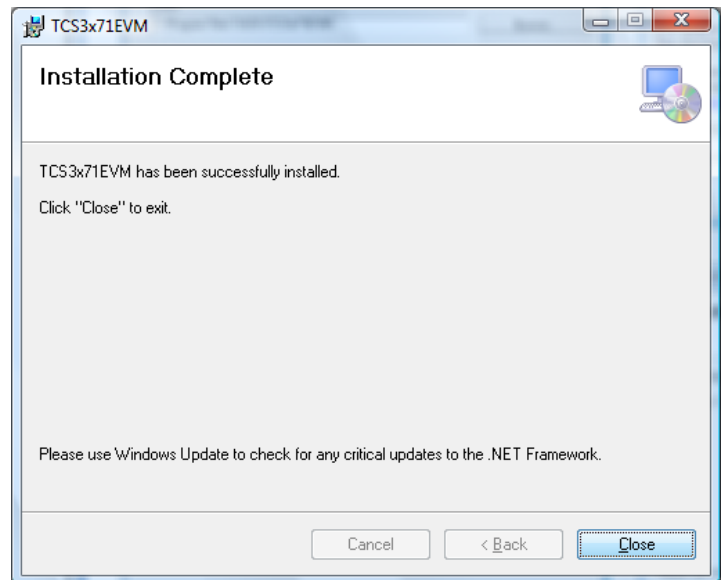 TCS3x71EVM
Installation Complete
TCS3x71EVM has been successfully installed.
Click "Close" to exit.
Please use Windows Update to check for any critical updates to the .NET Framework.
Cancel
< Back
Close